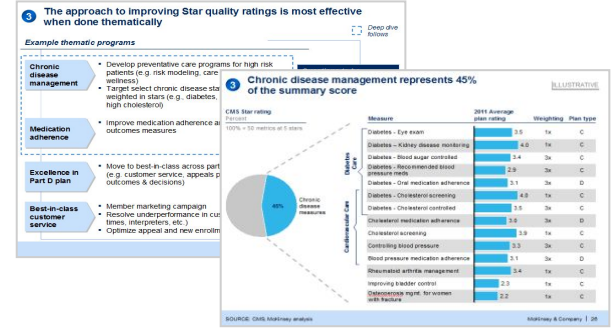 3 The approach to improving Star quality ratings is most effective
when done thematically
Deep dive
follows
Example thematic programs
Chronic
disease
management
• Develop preventative care programs for high risk
patients (e.g. risk modeling, care
wellness)
• Target select chronic disease sta
weighted in stars (e.g., diabetes,
high cholesterol)
Medication
adherence
• Improve medication adherence a
outcomes measures
Excellence in
Part D plan
• Move to best-in-class across part
(e.g. customer service, appeals p
outcomes & decisions)
Best-in-class
customer
service
• Member marketing campaign
• Resolve underperformance in cus
times, interpreters, etc.)
• Optimize appeal and new enrollm
3 Chronic disease management represents 45%
of the summary score
ILLUSTRATIVE
CMS Star rating
Percent
100% = 50 metrics at 5 stars
45%
Chronic
disease
measures
Measure
2011 Average
plan rating
Weighting
Plan type
Diabetes Care
Diabetes – Eye exam 3.5 1x C
Diabetes – Kidney disease monitoring 4.0 1x C
Diabetes – Blood sugar controlled 3.4 3x C
Diabetes – Recommended blood
pressure meds 2.9 3x C
Diabetes – Oral medication adherence 3.1 3x D
Cardiovascular Care
Diabetes – Cholesterol screening 4.0 1x C
Diabetes – Cholesterol controlled 3.5 3x C
Cholesterol medication adherence 3x D
Cholesterol screening 3.9 1x C
Controlling blood pressure 3.3 3x C
Blood pressure medication adherence 3.1 3x D
Rheumatoid arthritis management 3.4 1x C
Improving bladder control 2.3 1x C
Osteoporosis mgmt. for women
with fracture 2.2 1x C
SOURCE: CMS, McKinsey analysis
McKinsey & Company | 26